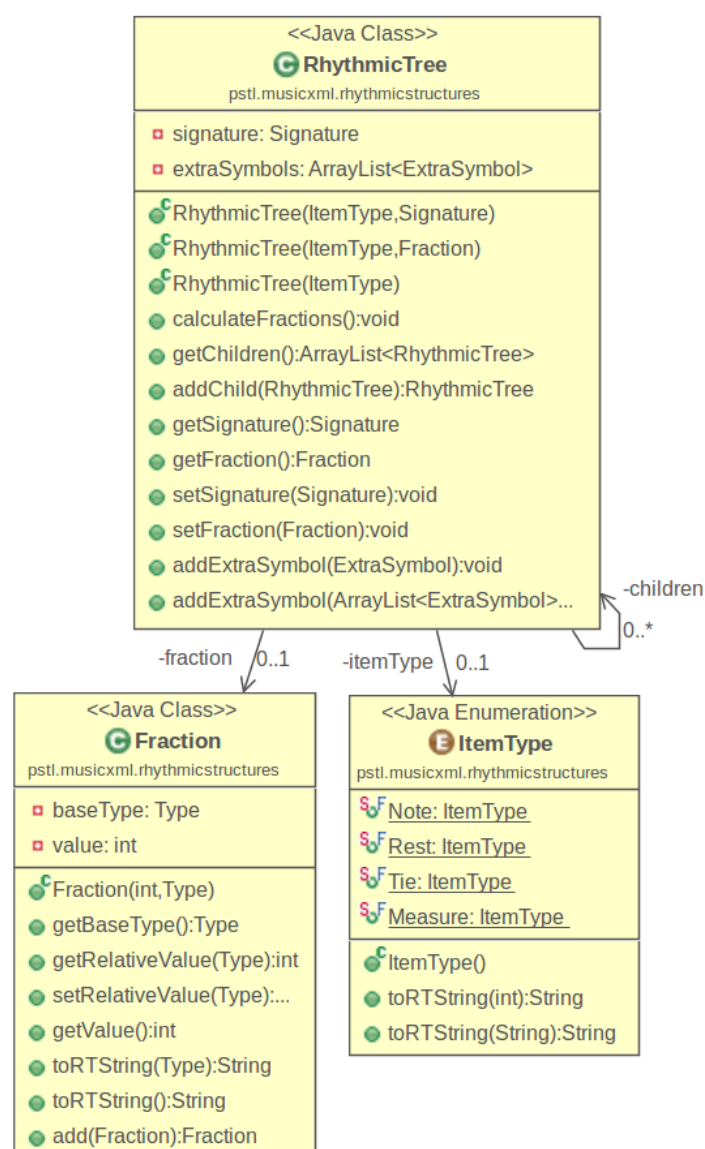 <<Java Class>>
RhythmicTree
pstl.musicxml.rhythmicstructures
signature: Signature
extraSymbols: ArrayList<ExtraSymbol>
RhythmicTree(ItemType,Signature)
RhythmicTree(ItemType,Fraction)
RhythmicTree(ItemType)
calculateFractions():void
getChildren():ArrayList<RhythmicTree>
addChild(RhythmicTree):RhythmicTree
getSignature():Signature
getFraction():Fraction
setSignature(Signature):void
setFraction(Fraction):void
addExtraSymbol(ExtraSymbol):void
addExtraSymbol(ArrayList<ExtraSymbol>...
-children
0..*
-fraction 0..1
-itemType 0..1
<<Java Class>>
Fraction
pstl.musicxml.rhythmicstructures
baseType: Type
value: int
Fraction(int,Type)
getBaseType():Type
getRelativeValue(Type):int
setRelativeValue(Type):...
getValue():int
toRTString(Type):String
toRTString():String
add(Fraction):Fraction
<<Java Enumeration>>
ItemType
pstl.musicxml.rhythmicstructures
Note: ItemType
Rest: ItemType
Tie: ItemType
Measure: ItemType
ItemType()
toRTString(int):String
toRTString(String):String